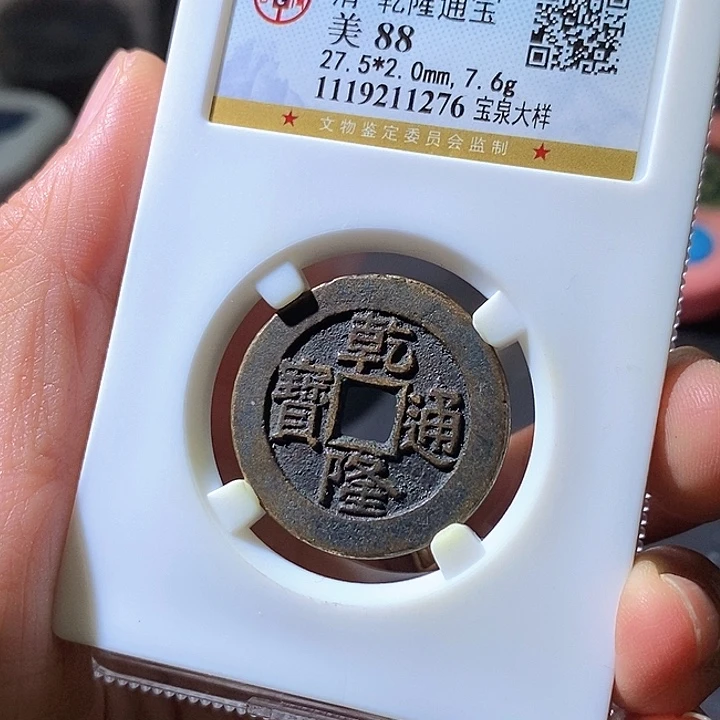 清 乾隆通宝
美 88
27.5*2.0mm, 7.6g
1119211276 宝泉大样
★ 文物鉴定委员会监制 ★
乾隆通寶